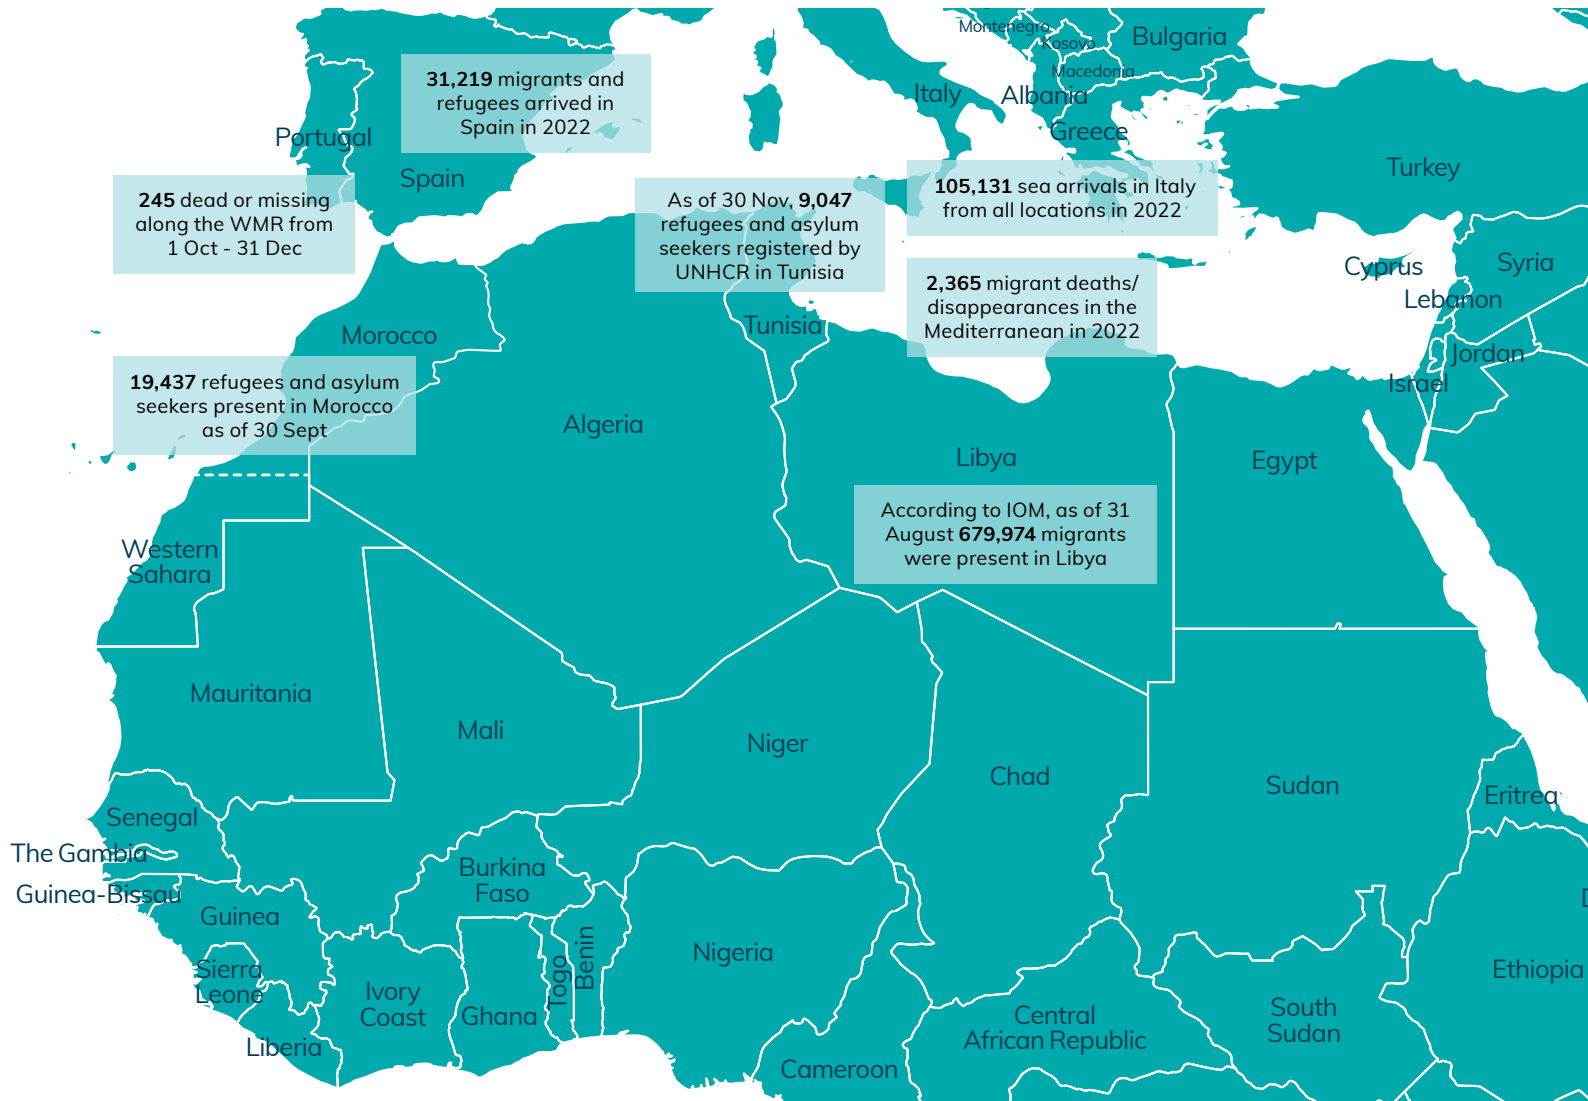 Montenegro
Kosovo
Bulgaria
Macedonia
Italy
Albania
Greece
31,219 migrants and
refugees arrived in
Spain in 2022
Portugal
Spain
Turkey
245 dead or missing
along the WMR from
1 Oct - 31 Dec
As of 30 Nov, 9,047
refugees and asylum
seekers registered by
UNHCR in Tunisia
105,131 sea arrivals in Italy
from all locations in 2022
2,365 migrant deaths/
disappearances in the
Mediterranean in 2022
Cyprus
Syria
Lebanon
Jordan
Israel
Tunisia
Morocco
19,437 refugees and asylum
seekers present in Morocco
as of 30 Sept
Algeria
Libya
Egypt
According to IOM, as of 31
August 679,974 migrants
were present in Libya
Western
Sahara
Mauritania
Mali
Niger
Chad
Sudan
Eritrea
Senegal
The Gambia
Guinea-Bissau
Guinea
Burkina
Faso
Sierra
Leone
Liberia
Ivory
Coast
Ghana
Togo
Benin
Nigeria
Cameroon
Central
African Republic
South
Sudan
Ethiopia